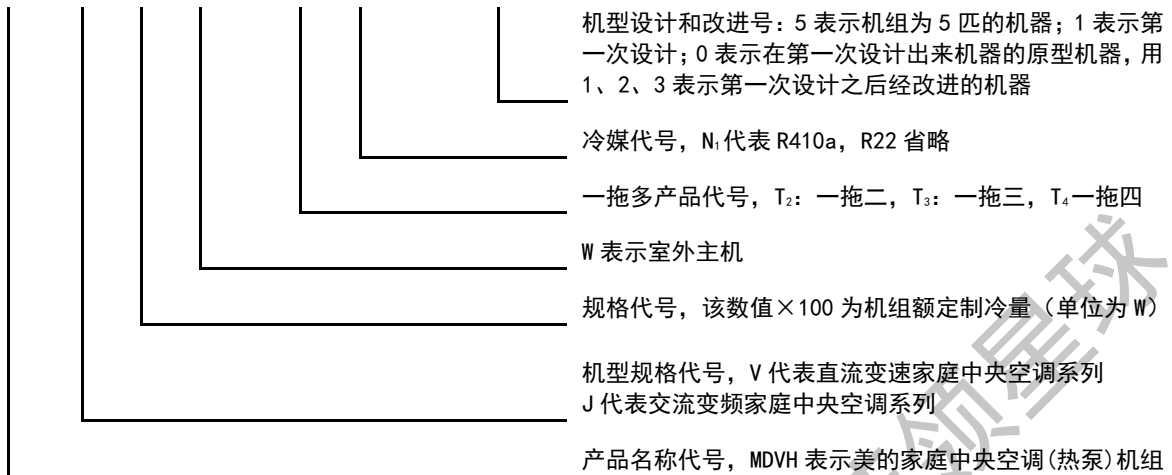 机型设计和改进号：5 表示机组为 5 匹的机器；1 表示第
一次设计；0 表示在第一次设计出来机器的原型机器，用
1、2、3 表示第一次设计之后经改进的机器
冷媒代号，N₁代表 R410a，R22 省略
一拖多产品代号，T₂：一拖二，T₃：一拖三，T₄一拖四
W 表示室外主机
规格代号，该数值×100 为机组额定制冷量（单位为 W）
机型规格代号，V 代表直流变速家庭中央空调系列
J 代表交流变频家庭中央空调系列
产品名称代号，MDVH 表示美的家庭中央空调(热泵)机组
领星球